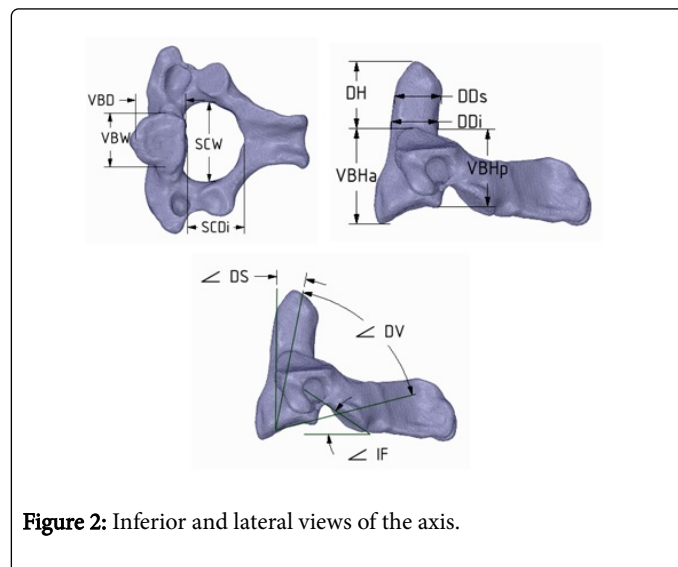 VBD
VBW
SCW
SCDi
DH
DDs
DDi
VBHa
VBHp
∠ DS
∠ DV
∠ IF
Figure 2: Inferior and lateral views of the axis.